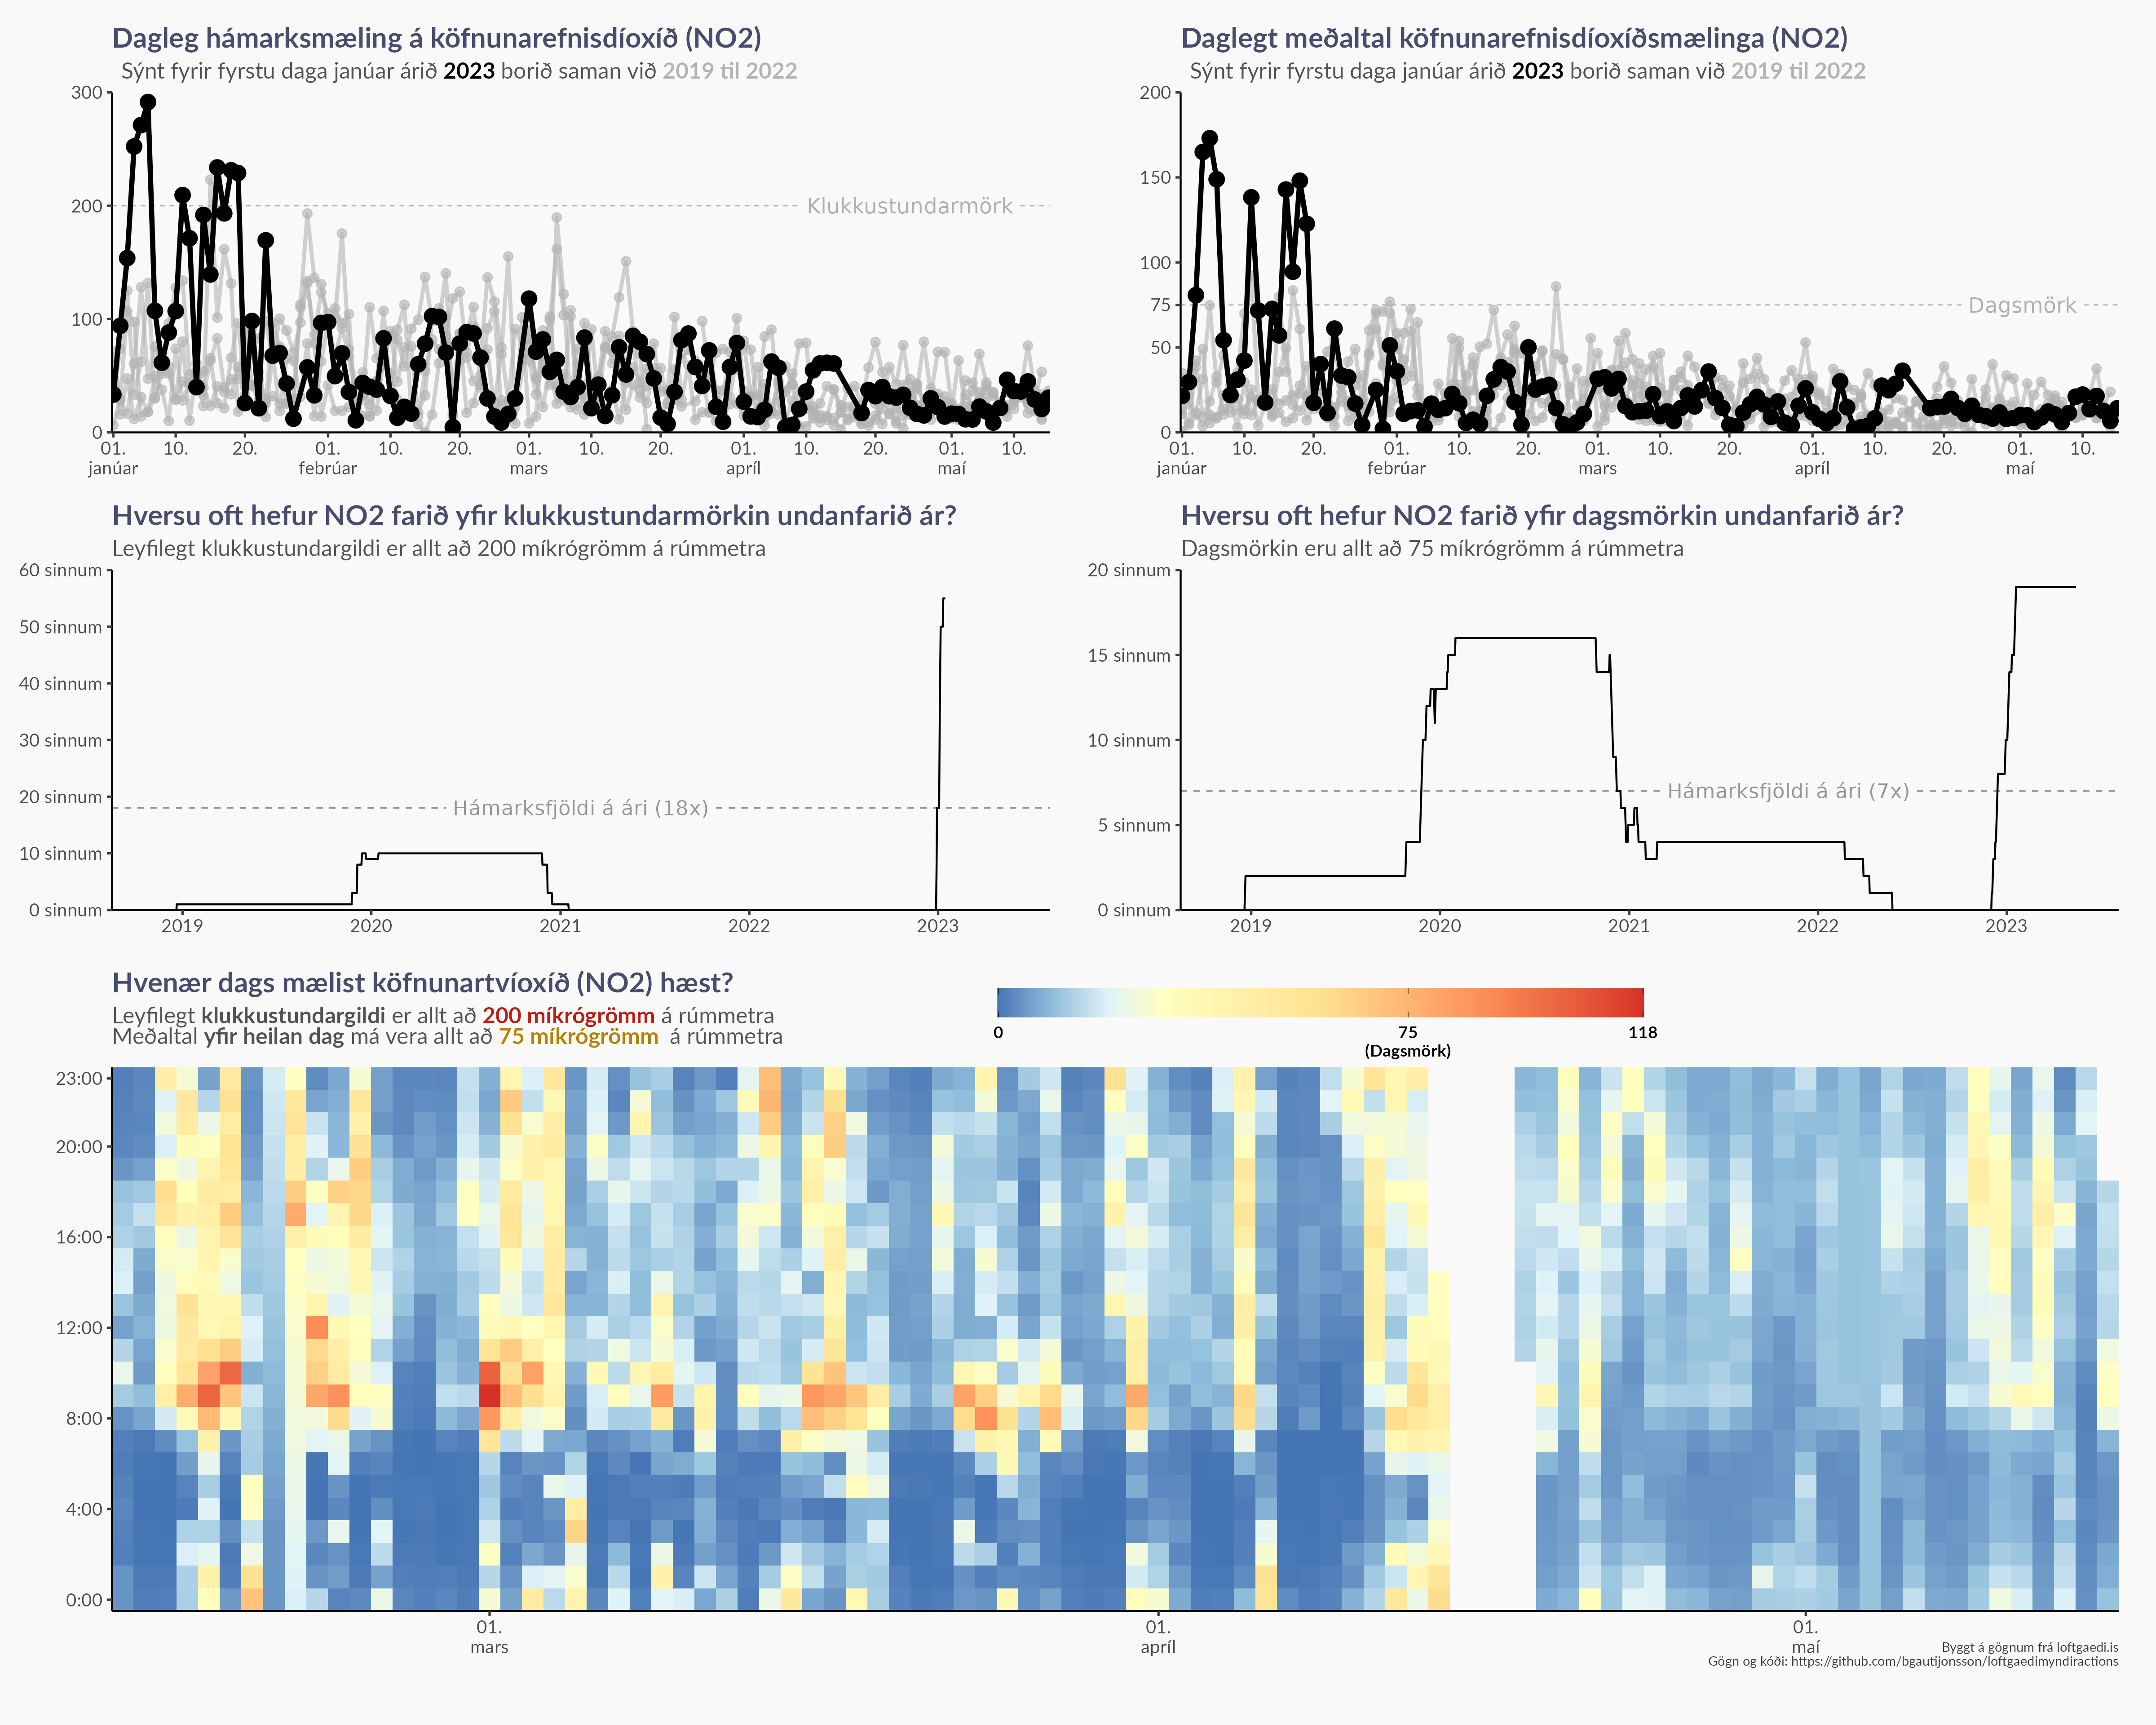 Dagleg hámarksmæling á köfnunarefnisdíoxíð (NO2)
Sýnt fyrir fyrstu daga janúar árið 2023 borið saman við 2019 til 2022
300
200
100
0
Klukkustundarmörk
01. 10. 20. 01. 10. 20. 01. 10. 20. 01. 10. 20. 01. 10.
janúar febrúar mars apríl maí
Daglegt meðaltal köfnunarefnisdíoxíðsmælinga (NO2)
Sýnt fyrir fyrstu daga janúar árið 2023 borið saman við 2019 til 2022
200
150
100
75
50
0
Dagsmörk
01. 10. 20. 01. 10. 20. 01. 10. 20. 01. 10. 20. 01. 10.
janúar febrúar mars apríl maí
Hversu oft hefur NO2 farið yfir klukkustundarmörkin undanfarið ár?
Leyfilegt klukkustundargildi er allt að 200 míkrógrömm á rúmmetra
60 sinnum
50 sinnum
40 sinnum
30 sinnum
20 sinnum
10 sinnum
0 sinnum
Hámarksfjöldi á ári (18x)
2019 2020 2021 2022 2023
Hversu oft hefur NO2 farið yfir dagsmörkin undanfarið ár?
Dagsmörkin eru allt að 75 míkrógrömm á rúmmetra
20 sinnum
15 sinnum
10 sinnum
5 sinnum
0 sinnum
Hámarksfjöldi á ári (7x)
2019 2020 2021 2022 2023
Hvenær dags mælist köfnunartvíoxíð (NO2) hæst?
Leyfilegt klukkustundargildi er allt að 200 míkrógrömm á rúmmetra
Meðaltal yfir heilan dag má vera allt að 75 míkrógrömm á rúmmetra
0 75 118
(Dagsmörk)
23:00
20:00
16:00
12:00
8:00
4:00
0:00
01. 01. 01.
mars apríl maí
Byggt á gögnum frá loftgaedi.is
Gögn og kóði: https://github.com/bgautijonsson/loftgaedimyndiractions